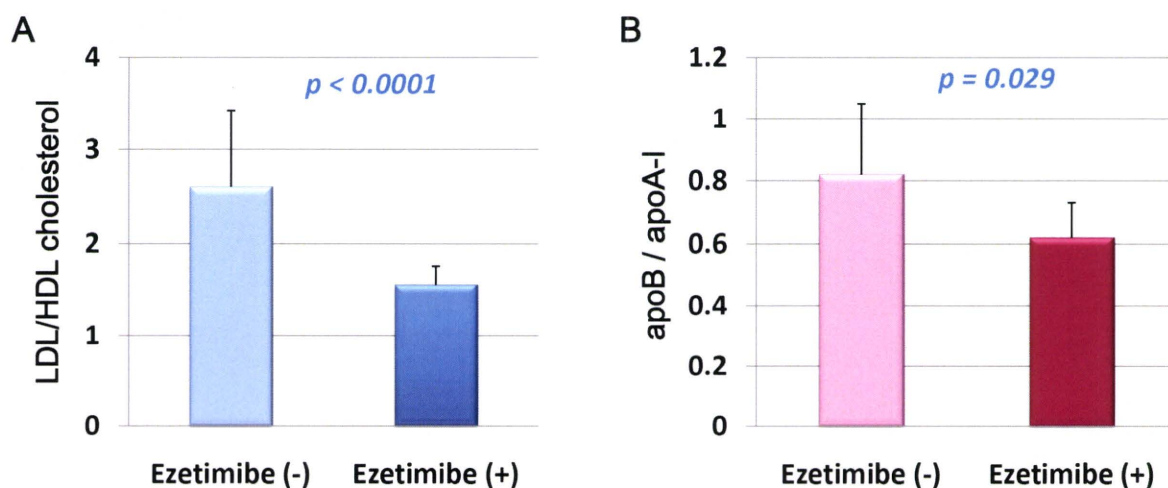 A
LDL/HDL cholesterol
4
3
2
1
0
p < 0.0001
Ezetimibe (-) Ezetimibe (+)
B
apoB / apoA-I
1.2
1
0.8
0.6
0.4
0.2
0
p = 0.029
Ezetimibe (-) Ezetimibe (+)